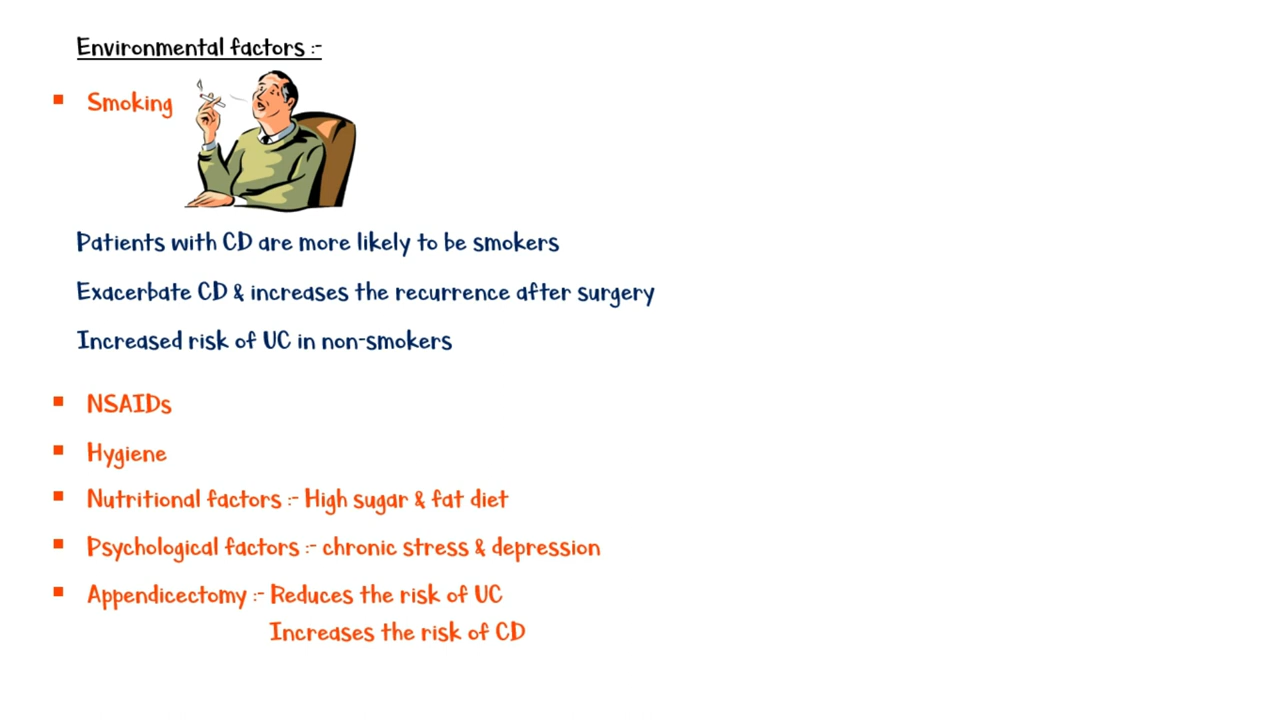 Environmental factors :-
▪ Smoking
Patients with CD are more likely to be smokers
Exacerbate CD & increases the recurrence after surgery
Increased risk of UC in non-smokers
▪ NSAIDs
▪ Hygiene
▪ Nutritional factors :- High sugar & fat diet
▪ Psychological factors :- chronic stress & depression
▪ Appendicectomy :- Reduces the risk of UC
Increases the risk of CD